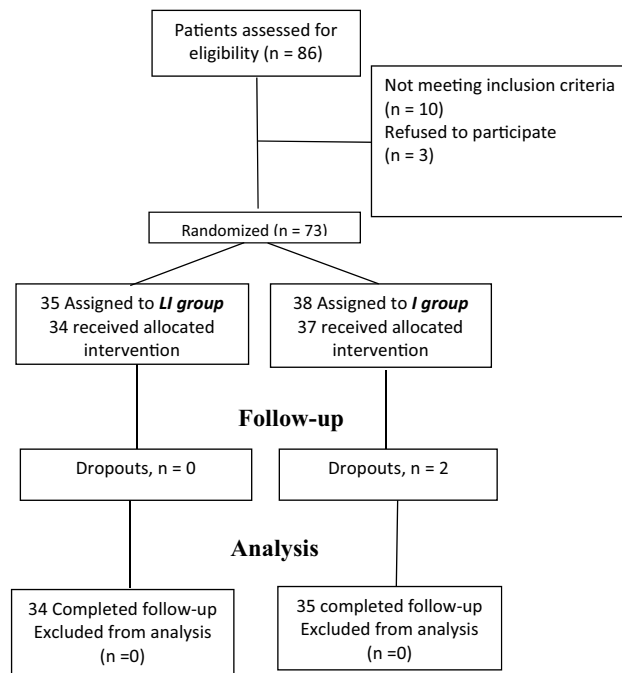 Patients assessed for
eligibility (n = 86)
Not meeting inclusion criteria
(n = 10)
Refused to participate
(n = 3)
Randomized (n = 73)
35 Assigned to LI group
34 received allocated
intervention
38 Assigned to I group
37 received allocated
intervention
Follow-up
Dropouts, n = 0
Dropouts, n = 2
Analysis
34 Completed follow-up
Excluded from analysis
(n =0)
35 completed follow-up
Excluded from analysis
(n =0)